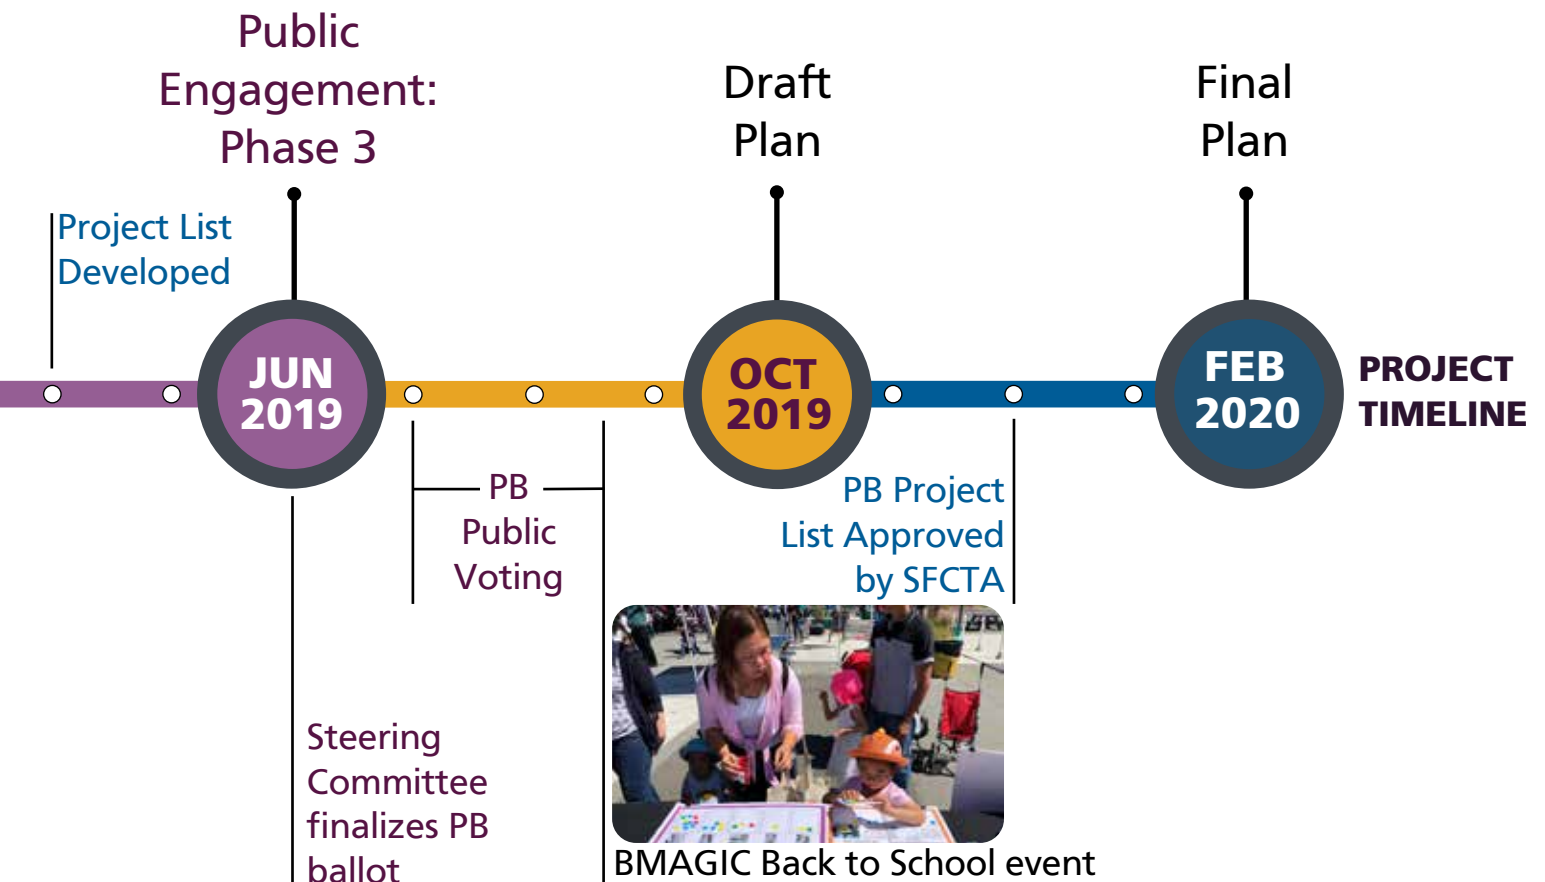 Public
Engagement:
Phase 3
Draft
Plan
Final
Plan
Project List
Developed
JUN
2019
OCT
2019
FEB
2020
PROJECT
TIMELINE
PB
Public
Voting
PB Project
List Approved
by SFCTA
Steering
Committee
finalizes PB
ballot
BMAGIC Back to School event